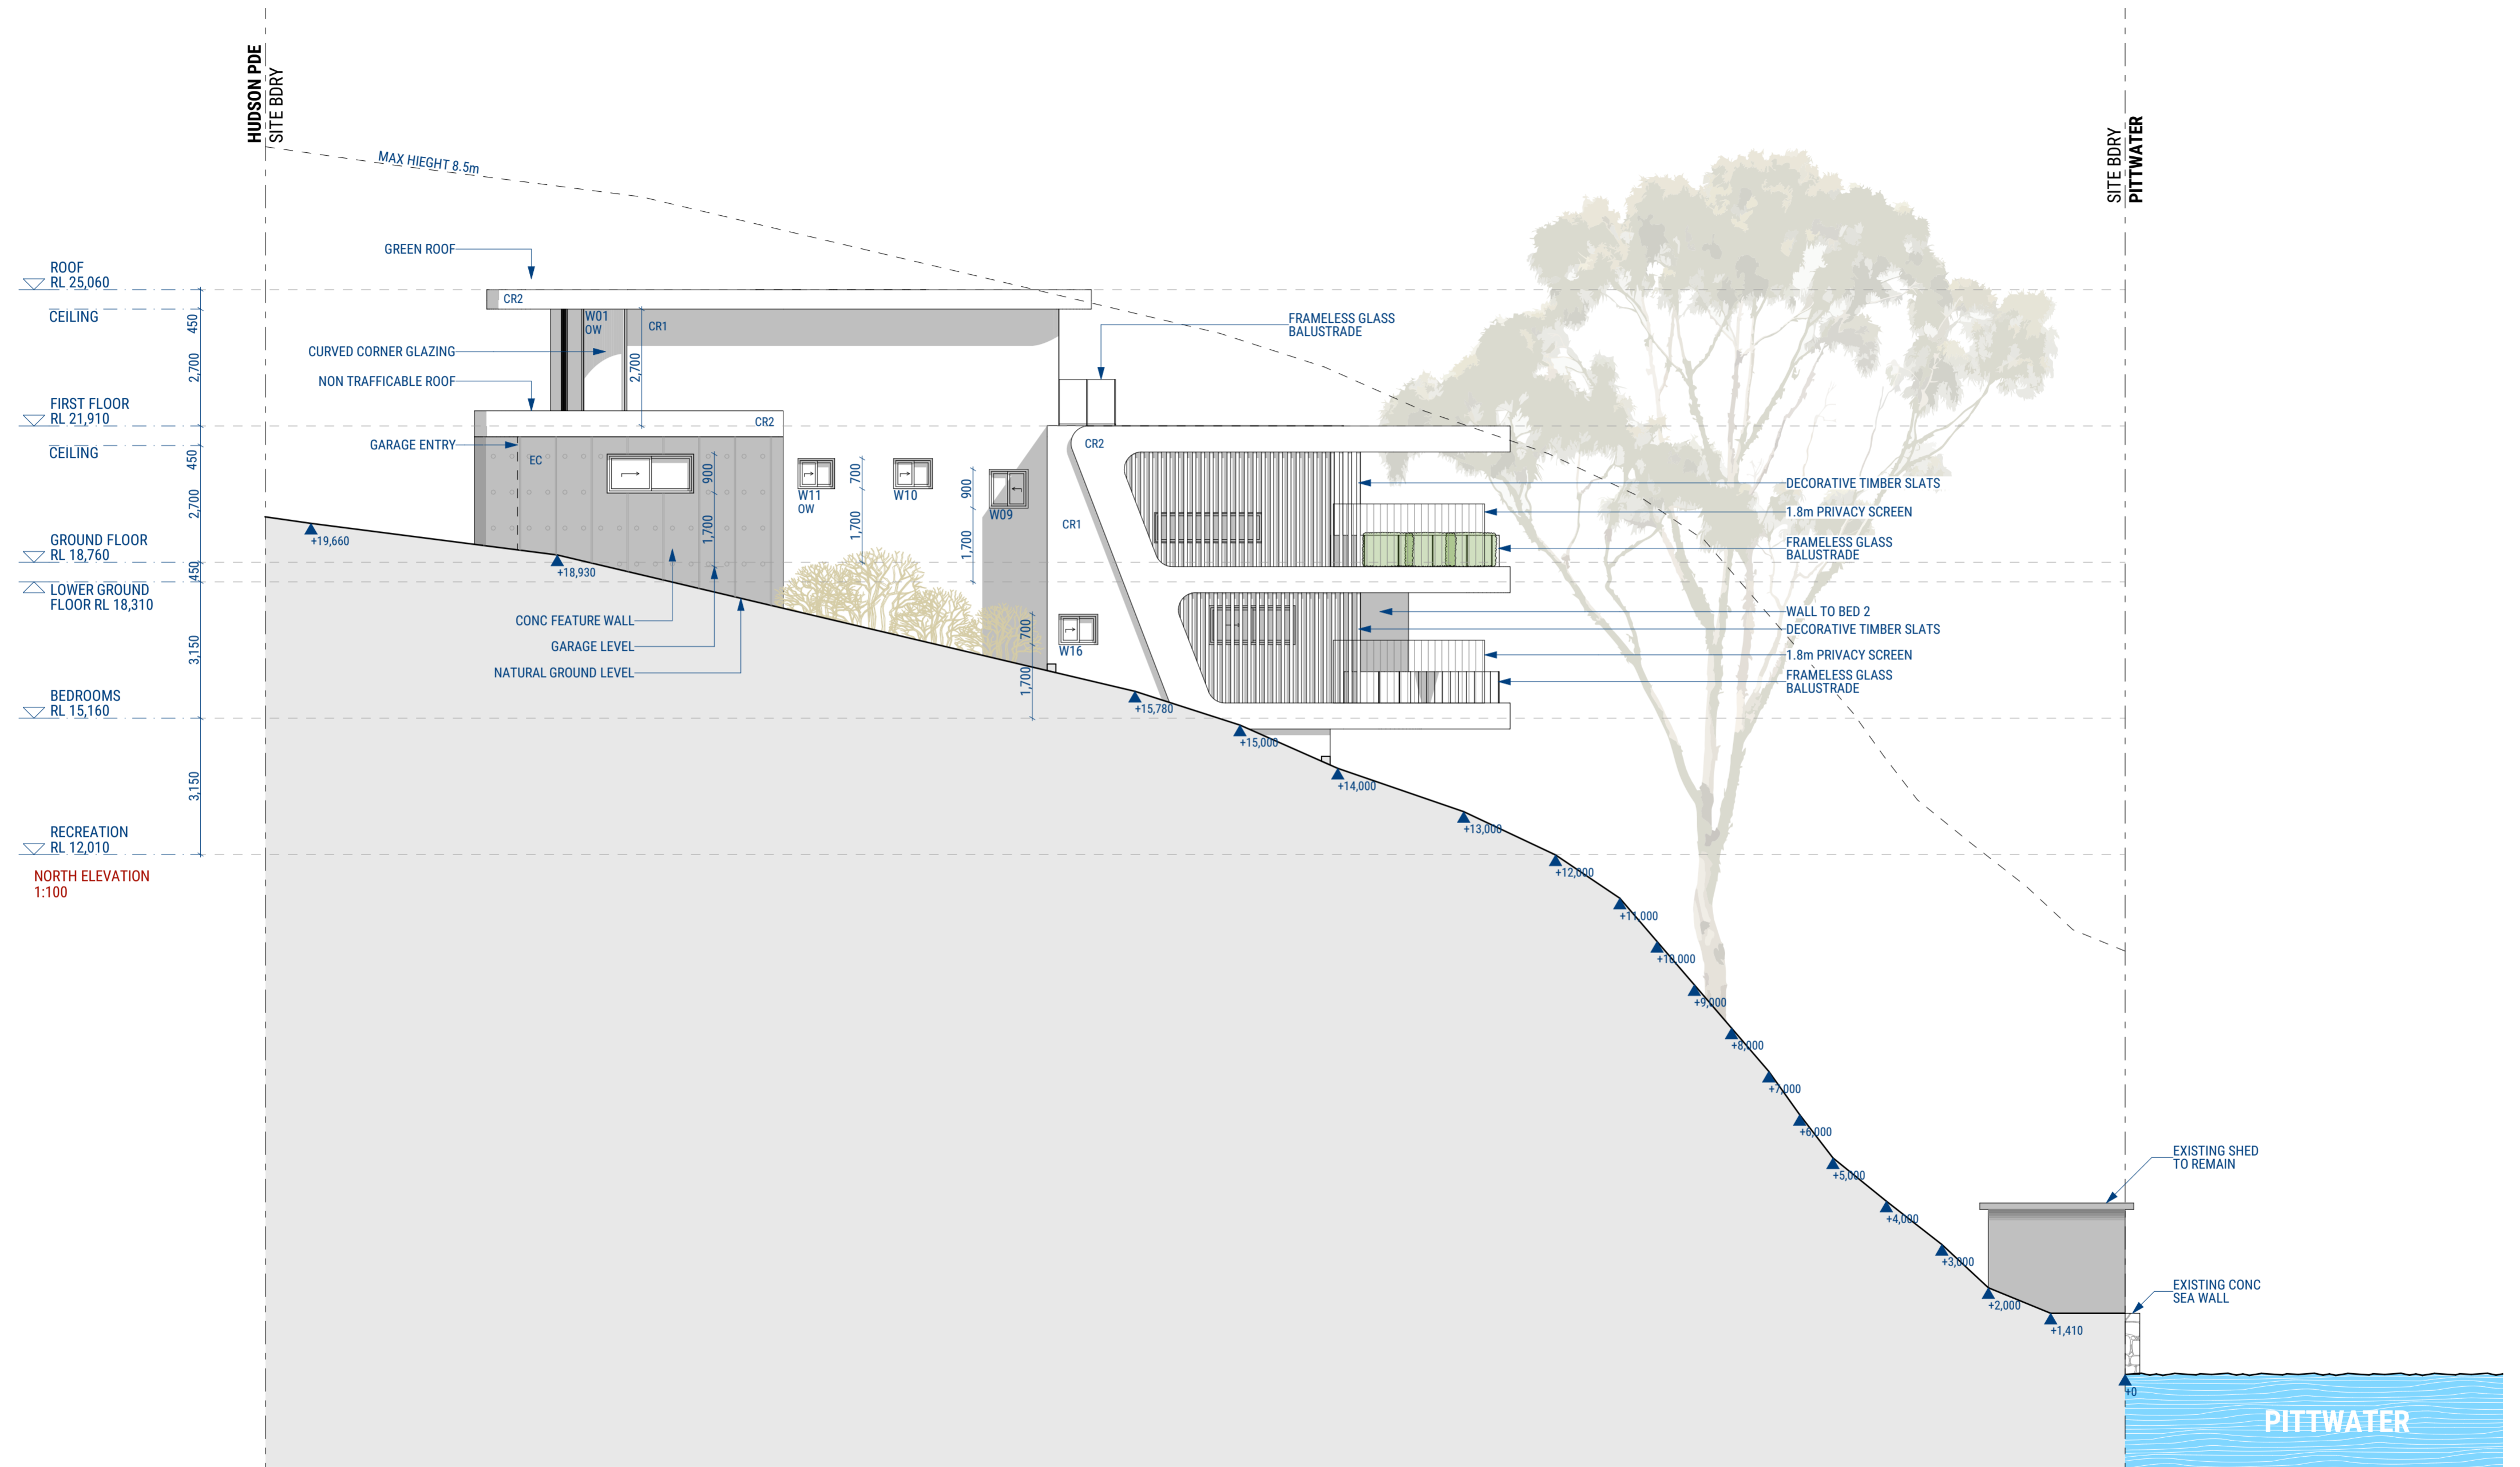 HUDSON PDE
SITE BDRY
SITE BDRY
PITTWATER
MAX HIEGHT 8.5m
GREEN ROOF
ROOF
RL 25,060
CR2
CEILING
W01
OW
CR1
450
FRAMELESS GLASS
BALUSTRADE
CURVED CORNER GLAZING
2,700
2,700
NON TRAFFICABLE ROOF
FIRST FLOOR
RL 21,910
CR2
GARAGE ENTRY
CR2
CEILING
450
EC
900
700
900
W11
OW
W10
W09
DECORATIVE TIMBER SLATS
2,700
1.8m PRIVACY SCREEN
CR1
1,700
1,700
1,700
+19,660
GROUND FLOOR
RL 18,760
FRAMELESS GLASS
BALUSTRADE
450
+18,930
LOWER GROUND
FLOOR RL 18,310
WALL TO BED 2
CONC FEATURE WALL
700
DECORATIVE TIMBER SLATS
GARAGE LEVEL
W16
3,150
1.8m PRIVACY SCREEN
NATURAL GROUND LEVEL
1,700
FRAMELESS GLASS
BALUSTRADE
BEDROOMS
RL 15,160
+15,780
+15,000
3,150
+14,000
RECREATION
RL 12,010
+13,000
NORTH ELEVATION
1:100
+12,000
+11,000
+10,000
+9,000
+8,000
+7,000
+6,000
EXISTING SHED
TO REMAIN
+5,000
+4,000
+3,000
EXISTING CONC
SEA WALL
+2,000
+1,410
+0
PITTWATER